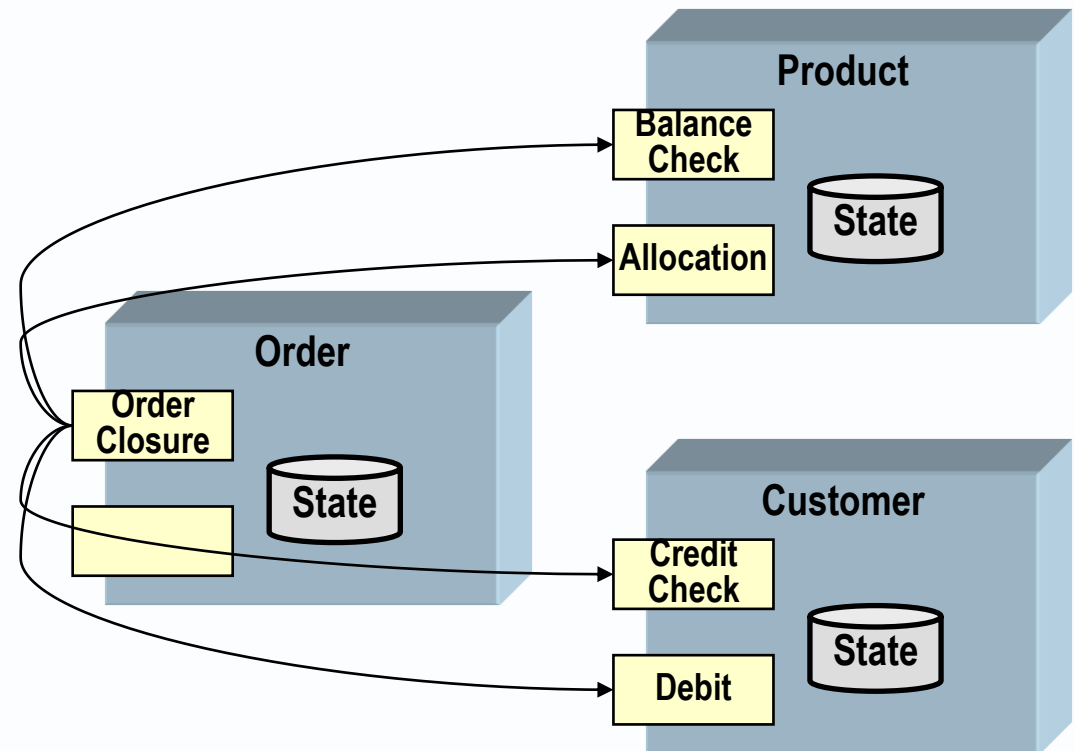 Product
Balance
Check
State
Allocation
Order
Order
Closure
State
Customer
Credit
Check
State
Debit